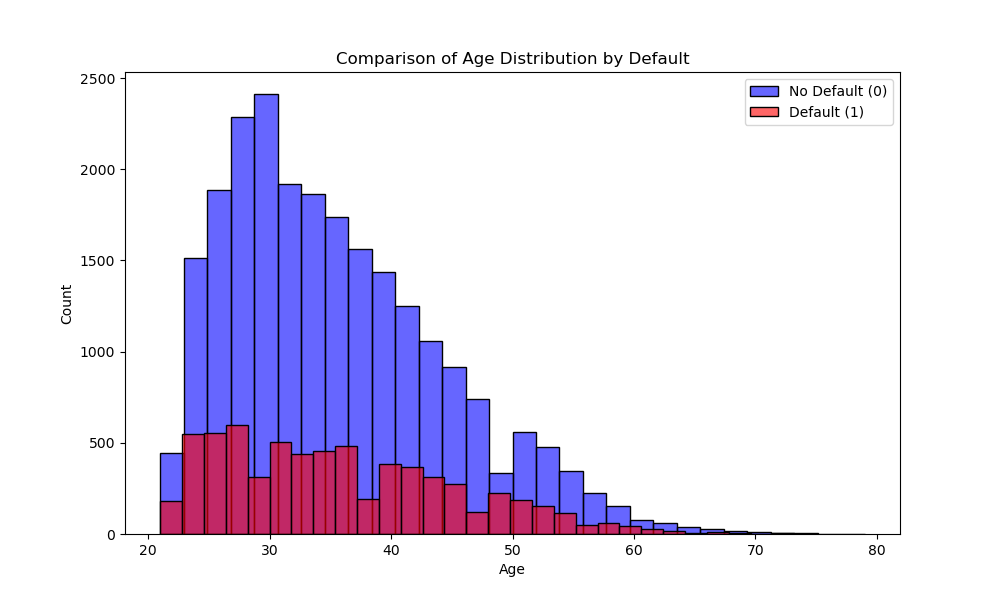 Comparison of Age Distribution by Default
No Default (0)
Default (1)
Count
2500
2000
1500
1000
500
0
20 30 40 50 60 70 80
Age